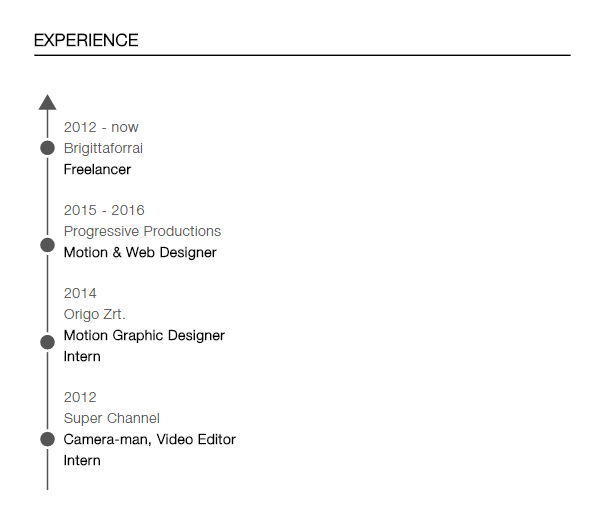 EXPERIENCE
2012 - now
Brigittaforrai
Freelancer
2015 - 2016
Progressive Productions
Motion & Web Designer
2014
Origo Zrt.
Motion Graphic Designer
Intern
2012
Super Channel
Camera-man, Video Editor
Intern